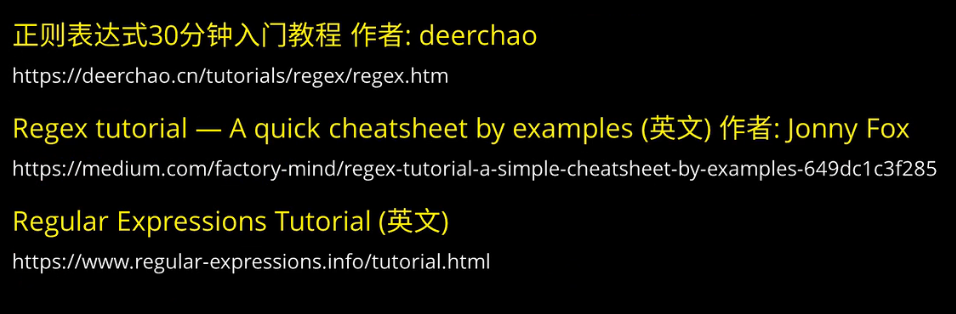 正则表达式30分钟入门教程 作者: deerchao
https://deerchao.cn/tutorials/regex/regex.htm
Regex tutorial — A quick cheatsheet by examples (英文) 作者: Jonny Fox
https://medium.com/factory-mind/regex-tutorial-a-simple-cheatsheet-by-examples-649dc1c3f285
Regular Expressions Tutorial (英文)
https://www.regular-expressions.info/tutorial.html